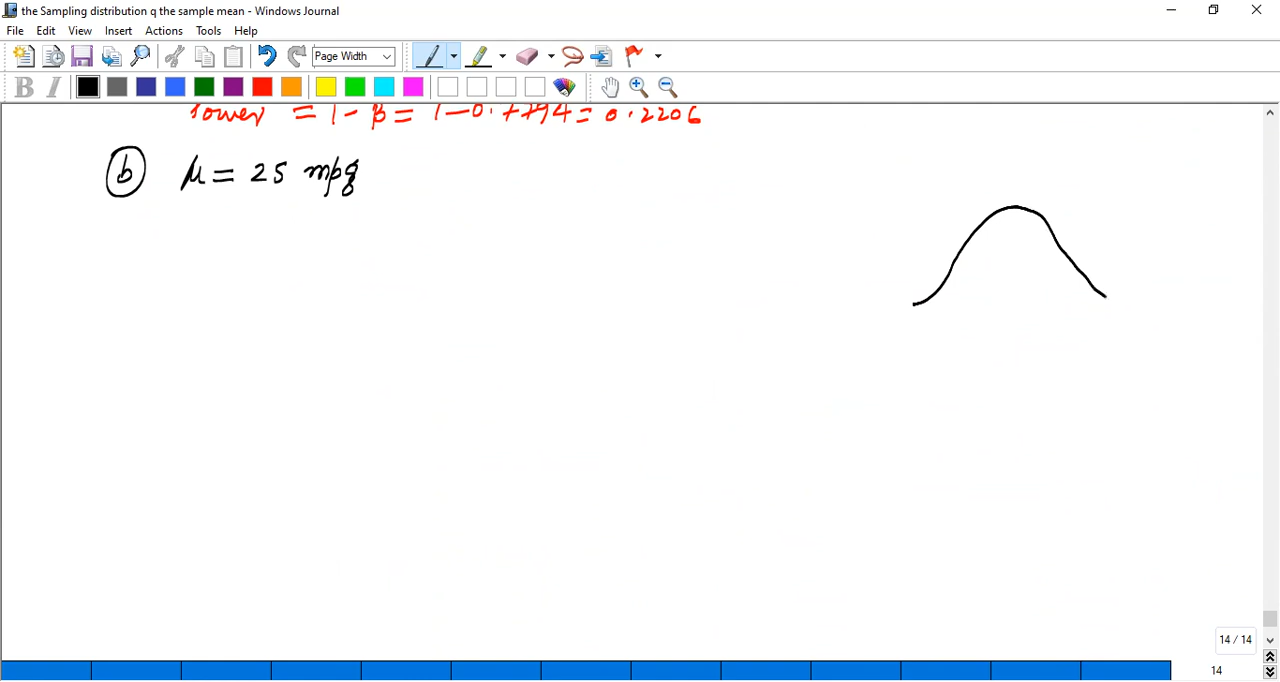 the Sampling distribution q the sample mean - Windows Journal
File Edit View Insert Actions Tools Help
Page Width
B I
Power = 1 - β = 1 - 0.7794 = 0.2206
b μ = 25 mpg
14 / 14
14